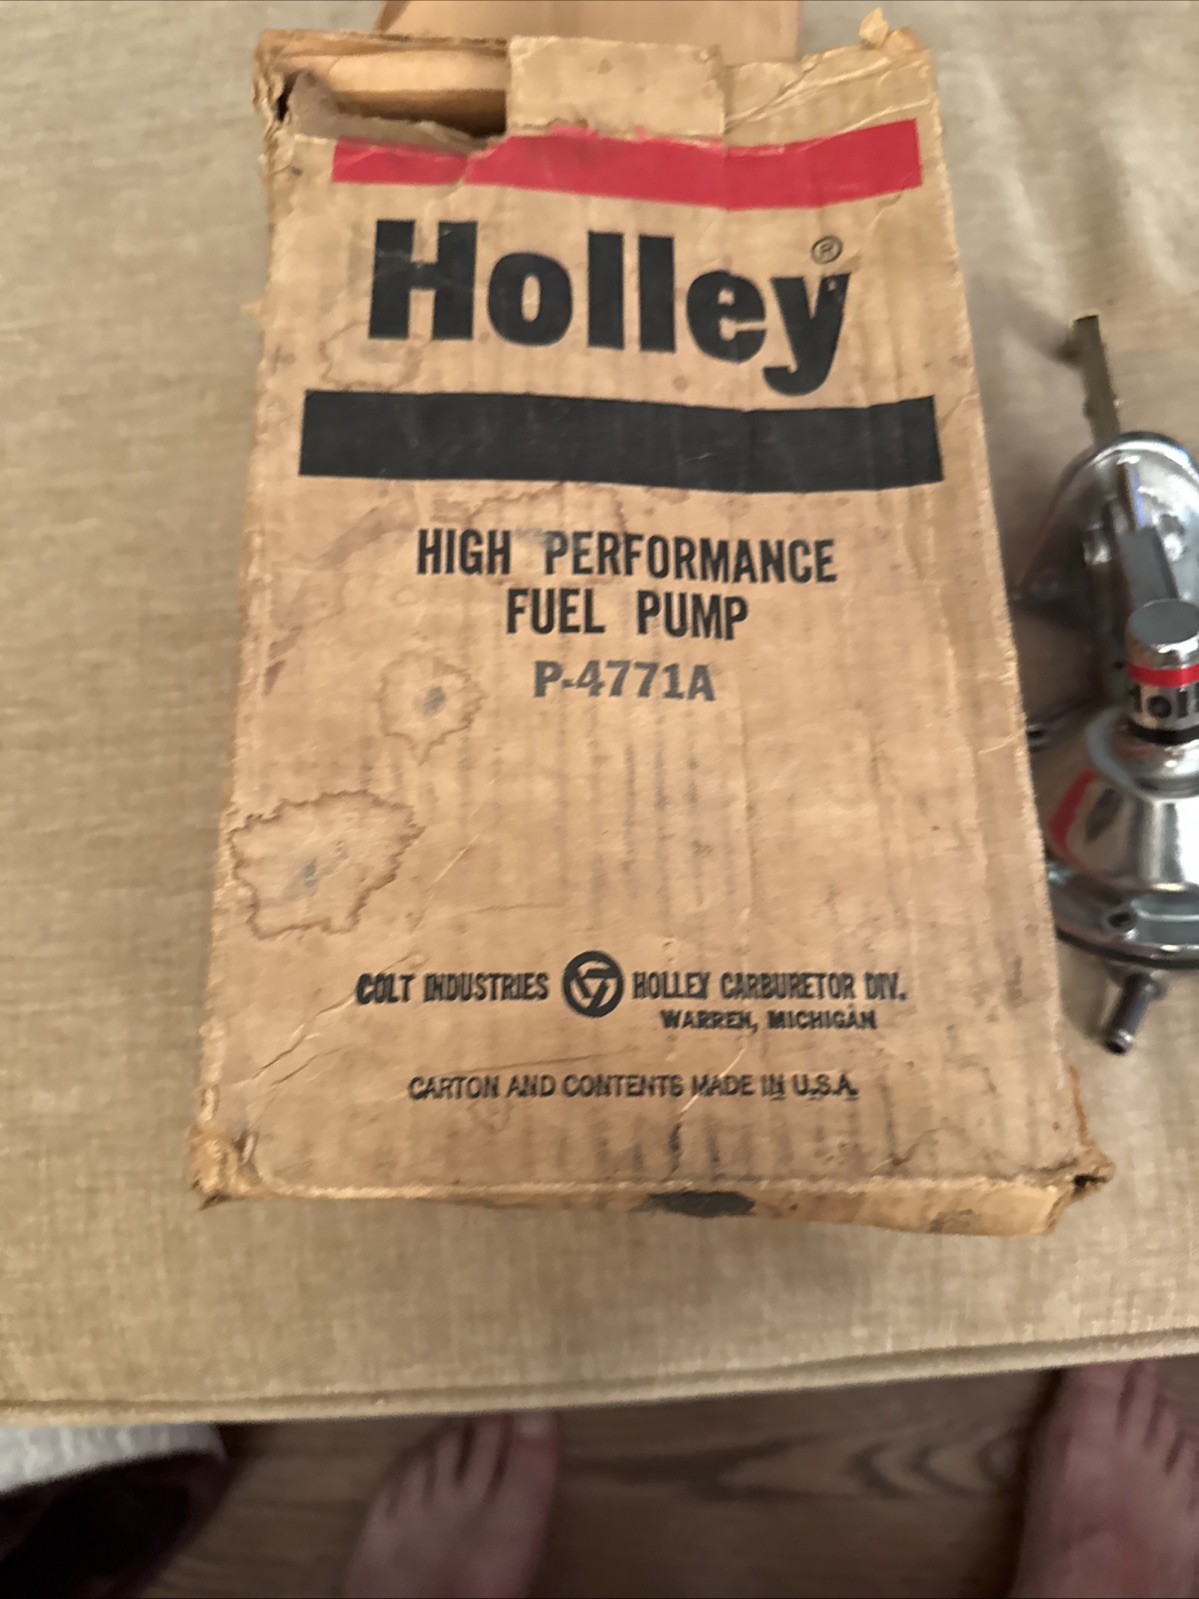 Holley®
HIGH PERFORMANCE
FUEL PUMP
P-4771A
COLT INDUSTRIES HOLLEY CARBURETOR DIV.
WARREN, MICHIGAN
CARTON AND CONTENTS MADE IN U.S.A.